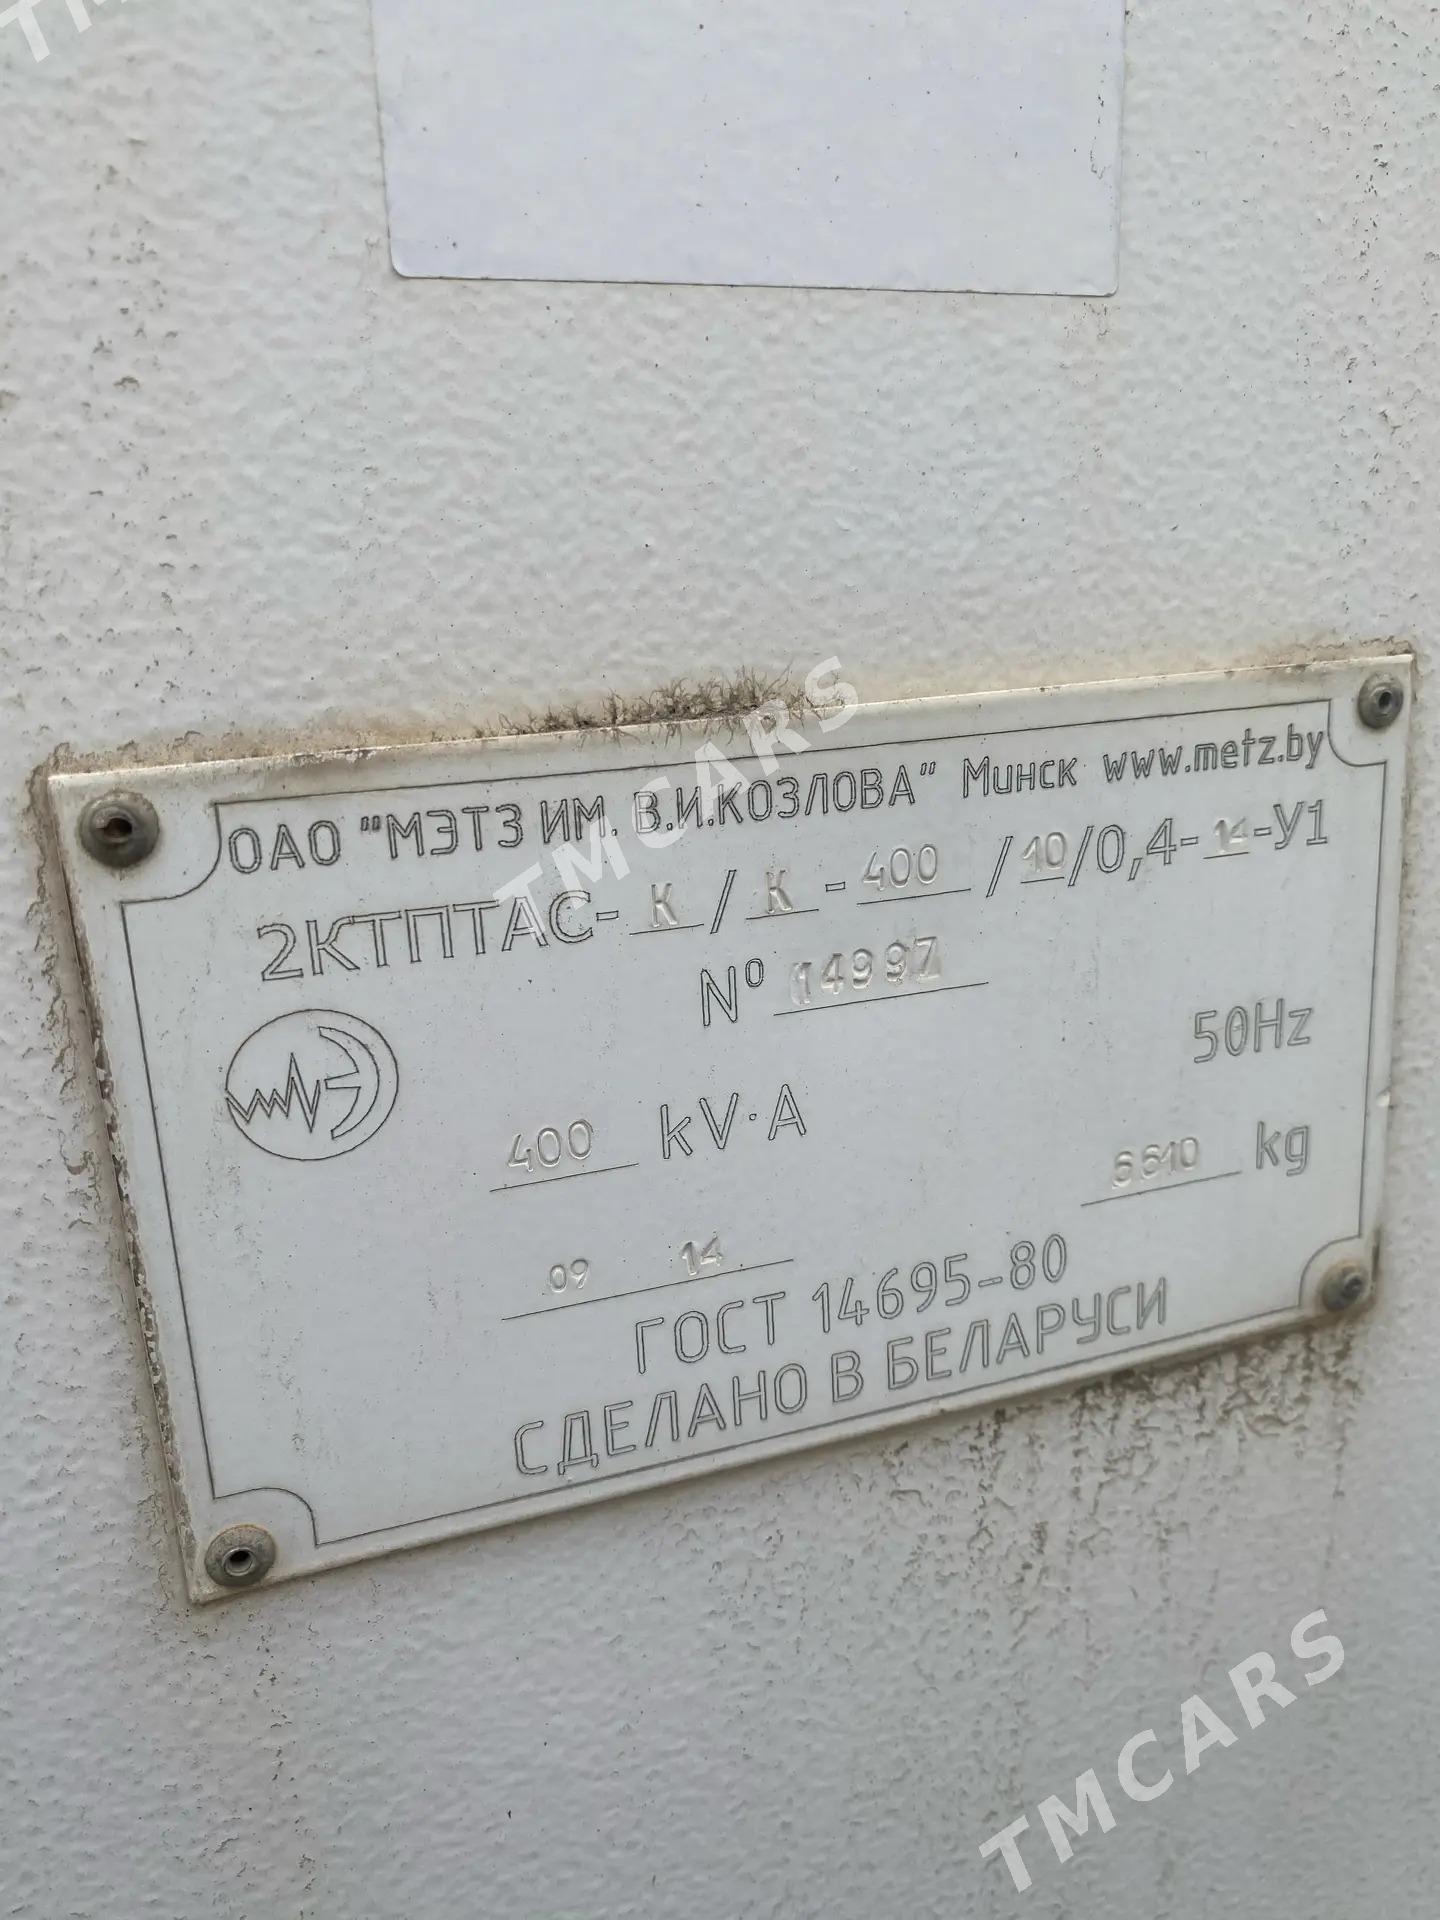 ОАО "МЭТЗ ИМ. В.И.КОЗЛОВА" Минск www.metz.by
2КТПТАС-К/К-400/10/0,4-14-У1
№ 14997
50Hz
400 kV·A
6610 kg
09 14
ГОСТ 14695-80
СДЕЛАНО В БЕЛАРУСИ
TMCARS
TMCARS